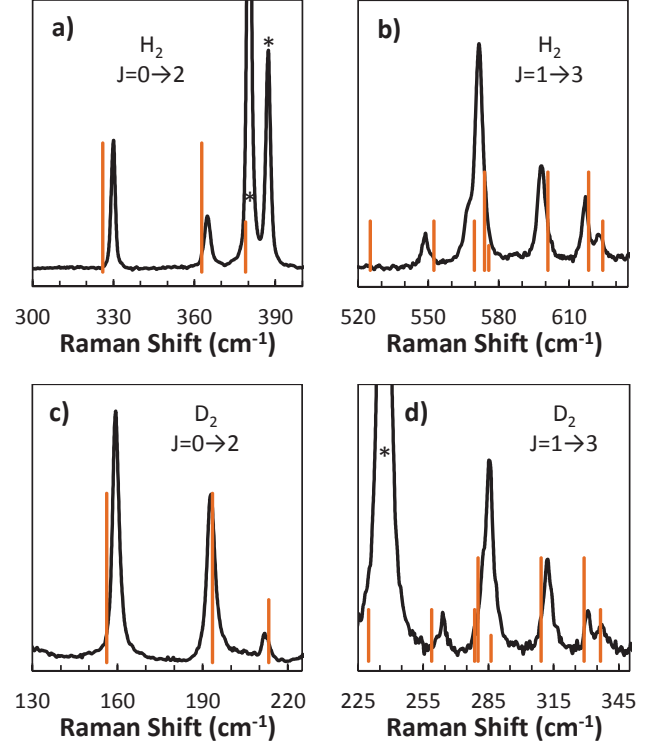 a)
H2
J=0→2
*
*
300 330 360 390
Raman Shift (cm-1)
b)
H2
J=1→3
520 550 580 610
Raman Shift (cm-1)
c)
D2
J=0→2
130 160 190 220
Raman Shift (cm-1)
d)
D2
J=1→3
*
225 255 285 315 345
Raman Shift (cm-1)